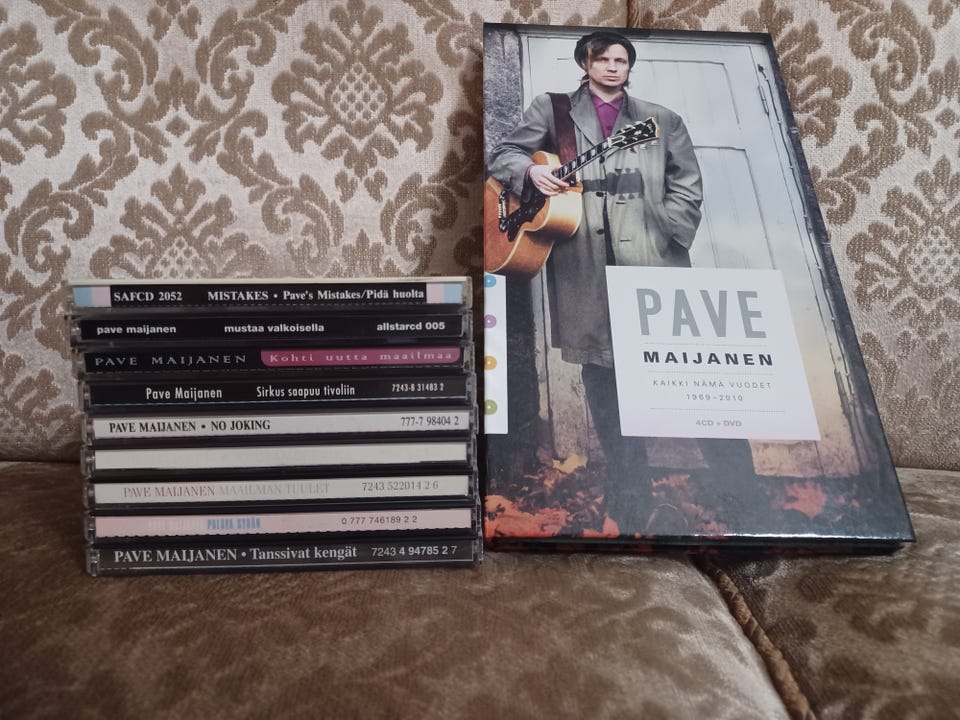 SAFCD 2052 MISTAKES • Pave's Mistakes/Pidä huolta
pave maijanen mustaa valkoisella allstarcd 005
PAVE MAIJANEN Kohti uutta maailmaa
Pave Maijanen Sirkus saapuu tivoliin 7243-8 31483 2
PAVE MAIJANEN • NO JOKING 777-7 98404 2
PAVE MAIJANEN MAAILMAN TUULET 7243 522014 2 6
PALAVA SYDÄN 0 777 746189 2 2
PAVE MAIJANEN • Tanssivat kengät 7243 4 94785 2 7
PAVE
MAIJANEN
KAIKKI NÄMÄ VUODET
1969–2010
4CD + DVD